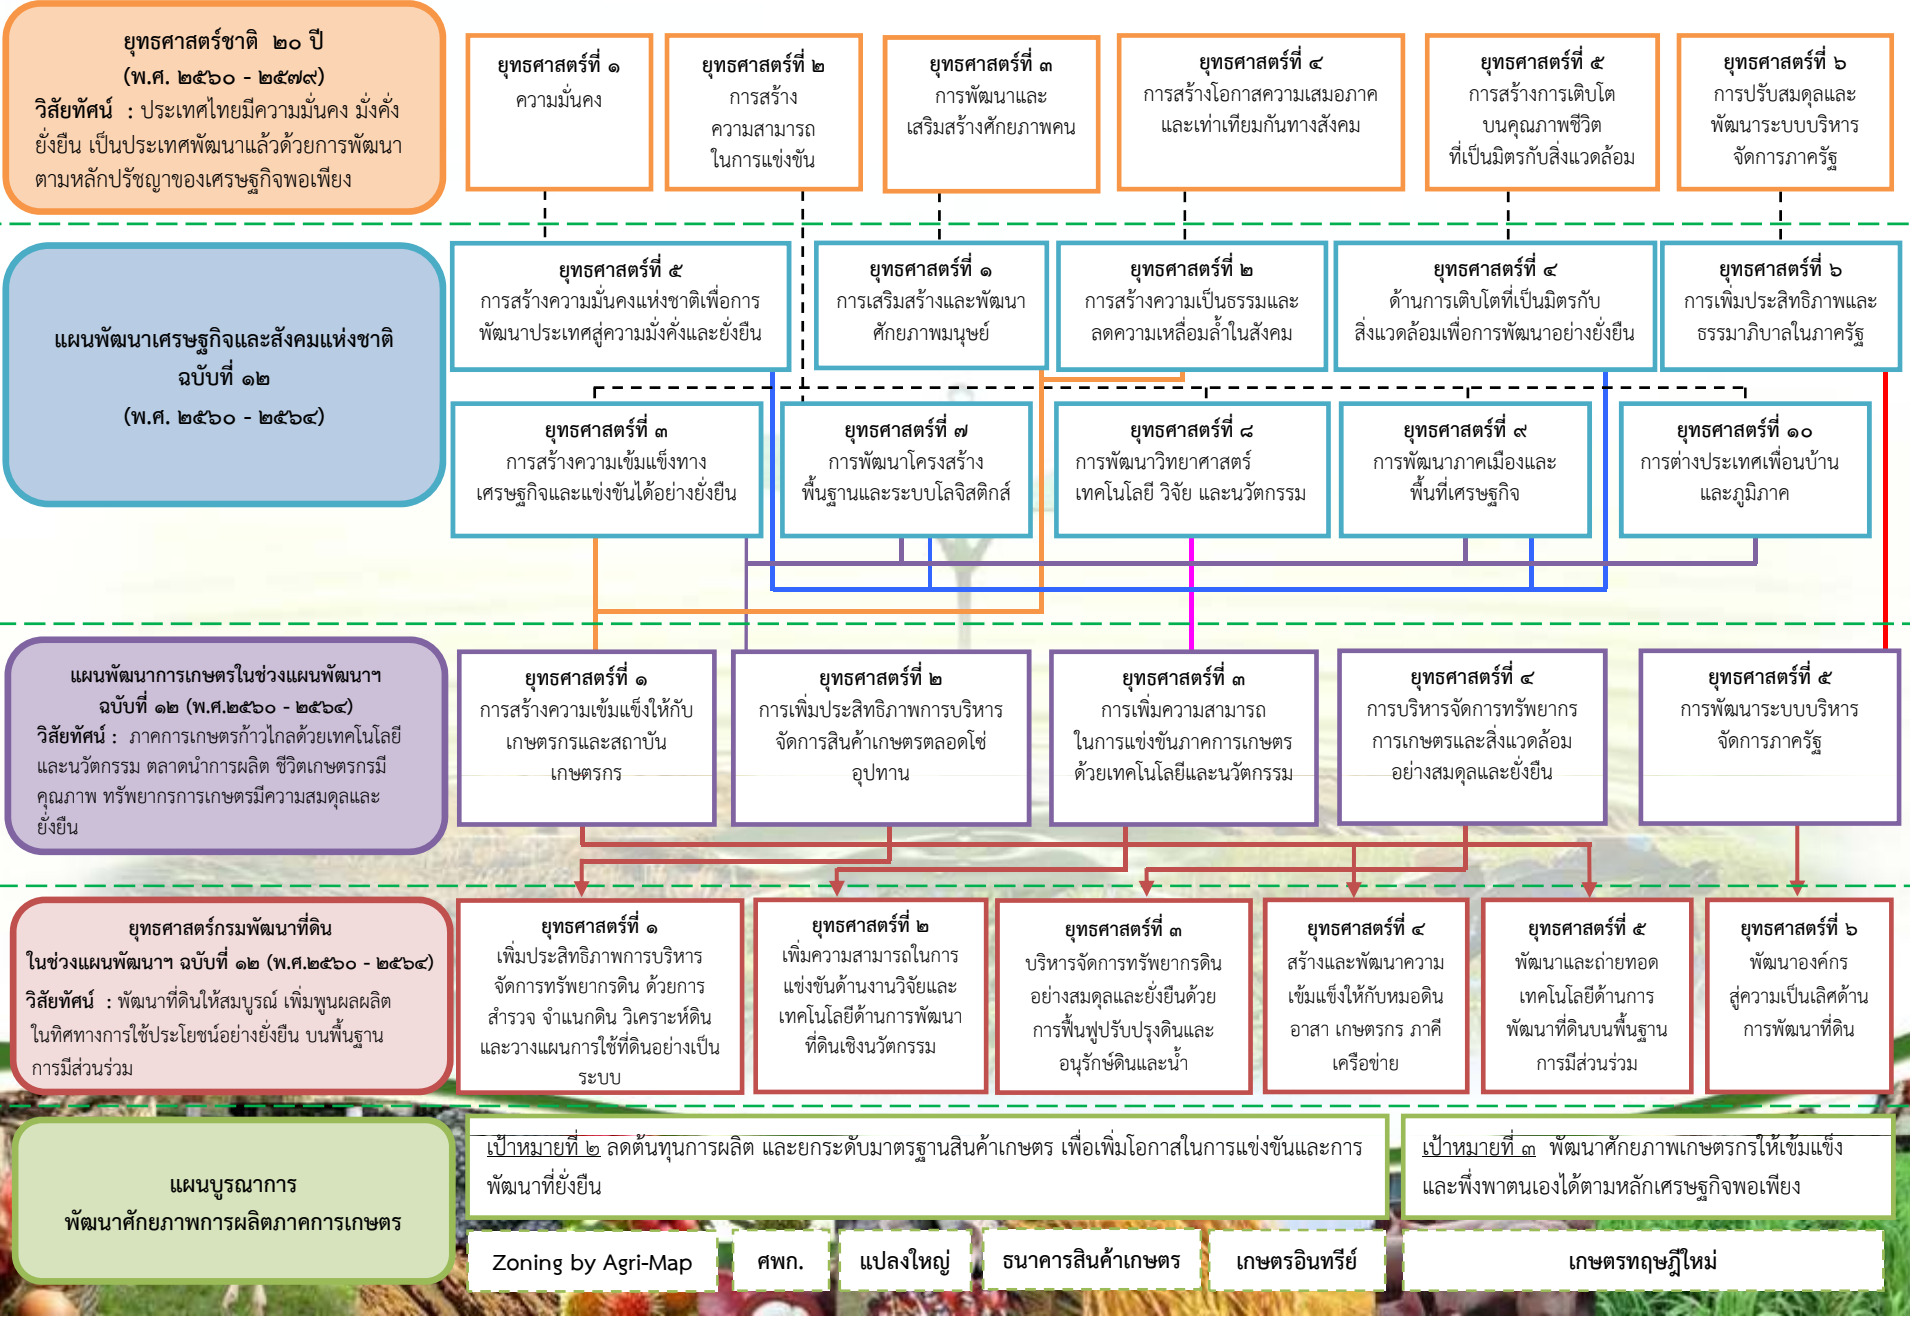 ยุทธศาสตร์ชาติ ๒๐ ปี
(พ.ศ. ๒๕๖๐ - ๒๕๗๙)
วิสัยทัศน์ : ประเทศไทยมีความมั่นคง มั่งคั่ง
ยั่งยืน เป็นประเทศพัฒนาแล้วด้วยการพัฒนา
ตามหลักปรัชญาของเศรษฐกิจพอเพียง
ยุทธศาสตร์ที่ ๑
ความมั่นคง
ยุทธศาสตร์ที่ ๒
การสร้าง
ความสามารถ
ในการแข่งขัน
ยุทธศาสตร์ที่ ๓
การพัฒนาและ
เสริมสร้างศักยภาพคน
ยุทธศาสตร์ที่ ๔
การสร้างโอกาสความเสมอภาค
และเท่าเทียมกันทางสังคม
ยุทธศาสตร์ที่ ๕
การสร้างการเติบโต
บนคุณภาพชีวิต
ที่เป็นมิตรกับสิ่งแวดล้อม
ยุทธศาสตร์ที่ ๖
การปรับสมดุลและ
พัฒนาระบบบริหาร
จัดการภาครัฐ
แผนพัฒนาเศรษฐกิจและสังคมแห่งชาติ
ฉบับที่ ๑๒
(พ.ศ. ๒๕๖๐ - ๒๕๖๔)
ยุทธศาสตร์ที่ ๕
การสร้างความมั่นคงแห่งชาติเพื่อการ
พัฒนาประเทศสู่ความมั่งคั่งและยั่งยืน
ยุทธศาสตร์ที่ ๑
การเสริมสร้างและพัฒนา
ศักยภาพมนุษย์
ยุทธศาสตร์ที่ ๒
การสร้างความเป็นธรรมและ
ลดความเหลื่อมล้ำในสังคม
ยุทธศาสตร์ที่ ๔
ด้านการเติบโตที่เป็นมิตรกับ
สิ่งแวดล้อมเพื่อการพัฒนาอย่างยั่งยืน
ยุทธศาสตร์ที่ ๖
การเพิ่มประสิทธิภาพและ
ธรรมาภิบาลในภาครัฐ
ยุทธศาสตร์ที่ ๓
การสร้างความเข้มแข็งทาง
เศรษฐกิจและแข่งขันได้อย่างยั่งยืน
ยุทธศาสตร์ที่ ๗
การพัฒนาโครงสร้าง
พื้นฐานและระบบโลจิสติกส์
ยุทธศาสตร์ที่ ๘
การพัฒนาวิทยาศาสตร์
เทคโนโลยี วิจัย และนวัตกรรม
ยุทธศาสตร์ที่ ๙
การพัฒนาภาคเมืองและ
พื้นที่เศรษฐกิจ
ยุทธศาสตร์ที่ ๑๐
การต่างประเทศเพื่อนบ้าน
และภูมิภาค
แผนพัฒนาการเกษตรในช่วงแผนพัฒนาฯ
ฉบับที่ ๑๒ (พ.ศ.๒๕๖๐ - ๒๕๖๔)
วิสัยทัศน์ : ภาคการเกษตรก้าวไกลด้วยเทคโนโลยี
และนวัตกรรม ตลาดนำการผลิต ชีวิตเกษตรกรมี
คุณภาพ ทรัพยากรการเกษตรมีความสมดุลและ
ยั่งยืน
ยุทธศาสตร์ที่ ๑
การสร้างความเข้มแข็งให้กับ
เกษตรกรและสถาบัน
เกษตรกร
ยุทธศาสตร์ที่ ๒
การเพิ่มประสิทธิภาพการบริหาร
จัดการสินค้าเกษตรตลอดโซ่
อุปทาน
ยุทธศาสตร์ที่ ๓
การเพิ่มความสามารถ
ในการแข่งขันภาคการเกษตร
ด้วยเทคโนโลยีและนวัตกรรม
ยุทธศาสตร์ที่ ๔
การบริหารจัดการทรัพยากร
การเกษตรและสิ่งแวดล้อม
อย่างสมดุลและยั่งยืน
ยุทธศาสตร์ที่ ๕
การพัฒนาระบบบริหาร
จัดการภาครัฐ
ยุทธศาสตร์กรมพัฒนาที่ดิน
ในช่วงแผนพัฒนาฯ ฉบับที่ ๑๒ (พ.ศ.๒๕๖๐ - ๒๕๖๔)
วิสัยทัศน์ : พัฒนาที่ดินให้สมบูรณ์ เพิ่มพูนผลผลิต
ในทิศทางการใช้ประโยชน์อย่างยั่งยืน บนพื้นฐาน
การมีส่วนร่วม
ยุทธศาสตร์ที่ ๑
เพิ่มประสิทธิภาพการบริหาร
จัดการทรัพยากรดิน ด้วยการ
สำรวจ จำแนกดิน วิเคราะห์ดิน
และวางแผนการใช้ที่ดินอย่างเป็น
ระบบ
ยุทธศาสตร์ที่ ๒
เพิ่มความสามารถในการ
แข่งขันด้านงานวิจัยและ
เทคโนโลยีด้านการพัฒนา
ที่ดินเชิงนวัตกรรม
ยุทธศาสตร์ที่ ๓
บริหารจัดการทรัพยากรดิน
อย่างสมดุลและยั่งยืนด้วย
การฟื้นฟูปรับปรุงดินและ
อนุรักษ์ดินและน้ำ
ยุทธศาสตร์ที่ ๔
สร้างและพัฒนาความ
เข้มแข็งให้กับหมอดิน
อาสา เกษตรกร ภาคี
เครือข่าย
ยุทธศาสตร์ที่ ๕
พัฒนาและถ่ายทอด
เทคโนโลยีด้านการ
พัฒนาที่ดินบนพื้นฐาน
การมีส่วนร่วม
ยุทธศาสตร์ที่ ๖
พัฒนาองค์กร
สู่ความเป็นเลิศด้าน
การพัฒนาที่ดิน
แผนบูรณาการ
พัฒนาศักยภาพการผลิตภาคการเกษตร
เป้าหมายที่ ๒ ลดต้นทุนการผลิต และยกระดับมาตรฐานสินค้าเกษตร เพื่อเพิ่มโอกาสในการแข่งขันและการ
พัฒนาที่ยั่งยืน
เป้าหมายที่ ๓ พัฒนาศักยภาพเกษตรกรให้เข้มแข็ง
และพึ่งพาตนเองได้ตามหลักเศรษฐกิจพอเพียง
Zoning by Agri-Map
ศพก.
แปลงใหญ่
ธนาคารสินค้าเกษตร
เกษตรอินทรีย์
เกษตรทฤษฎีใหม่